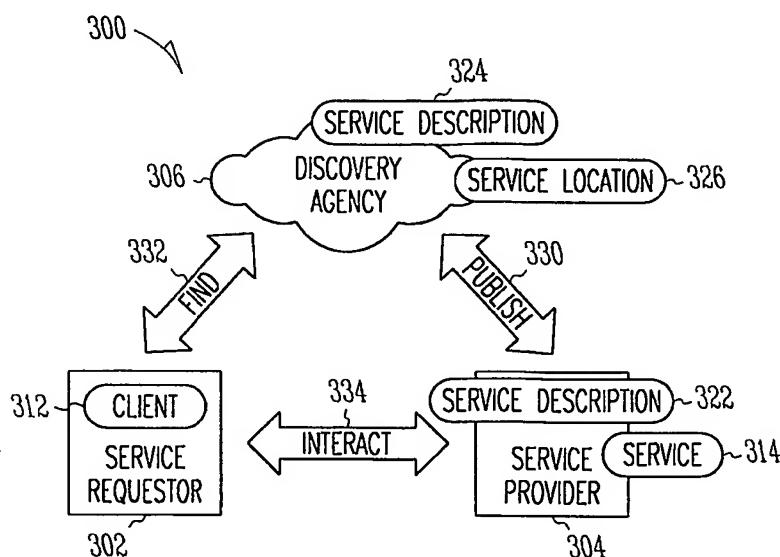 300
324
SERVICE DESCRIPTION
306
DISCOVERY
AGENCY
SERVICE LOCATION
326
332
FIND
330
PUBLISH
312
CLIENT
SERVICE
REQUESTOR
302
334
INTERACT
SERVICE DESCRIPTION
322
SERVICE
PROVIDER
SERVICE
314
304